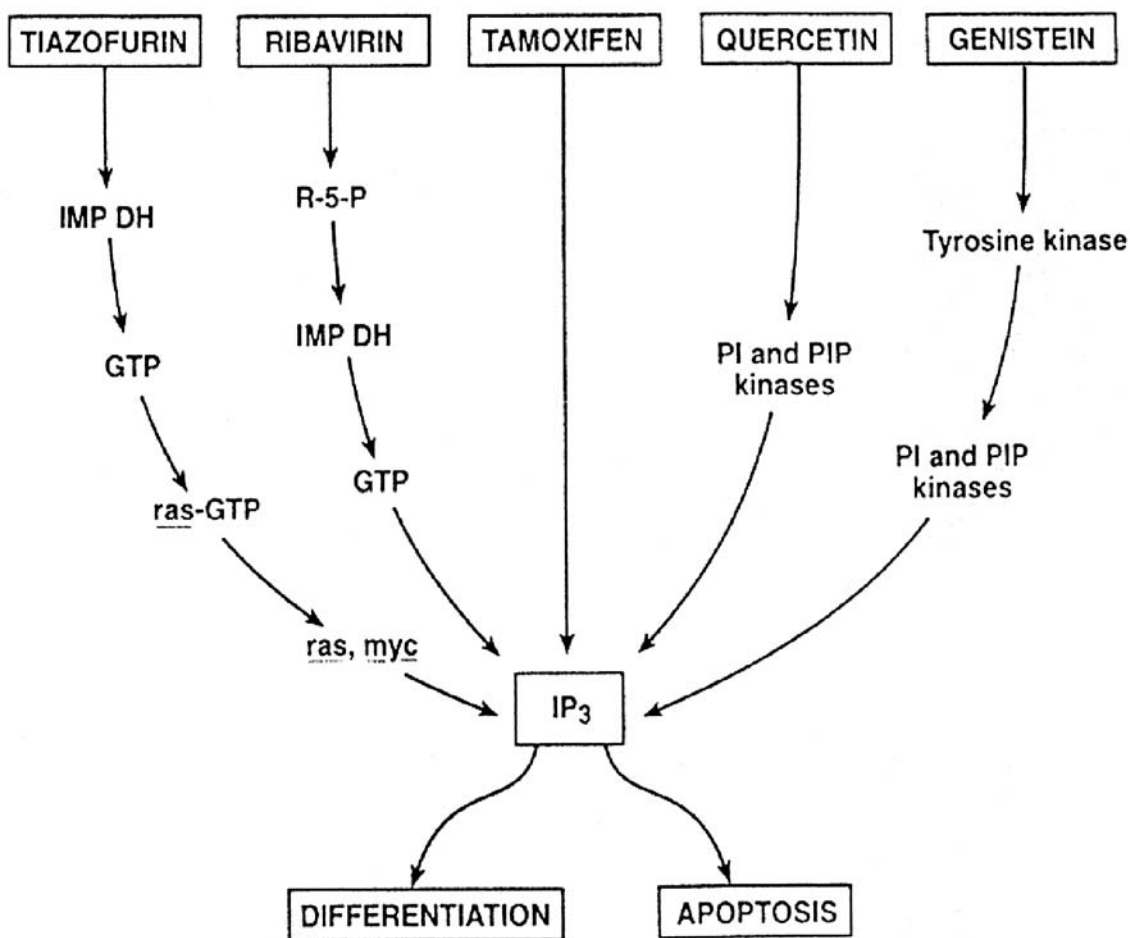 TIAZOFURIN
RIBAVIRIN
TAMOXIFEN
QUERCETIN
GENISTEIN
IMP DH
GTP
ras-GTP
ras, myc
R-5-P
IMP DH
GTP
PI and PIP
kinases
Tyrosine kinase
PI and PIP
kinases
IP₃
DIFFERENTIATION
APOPTOSIS